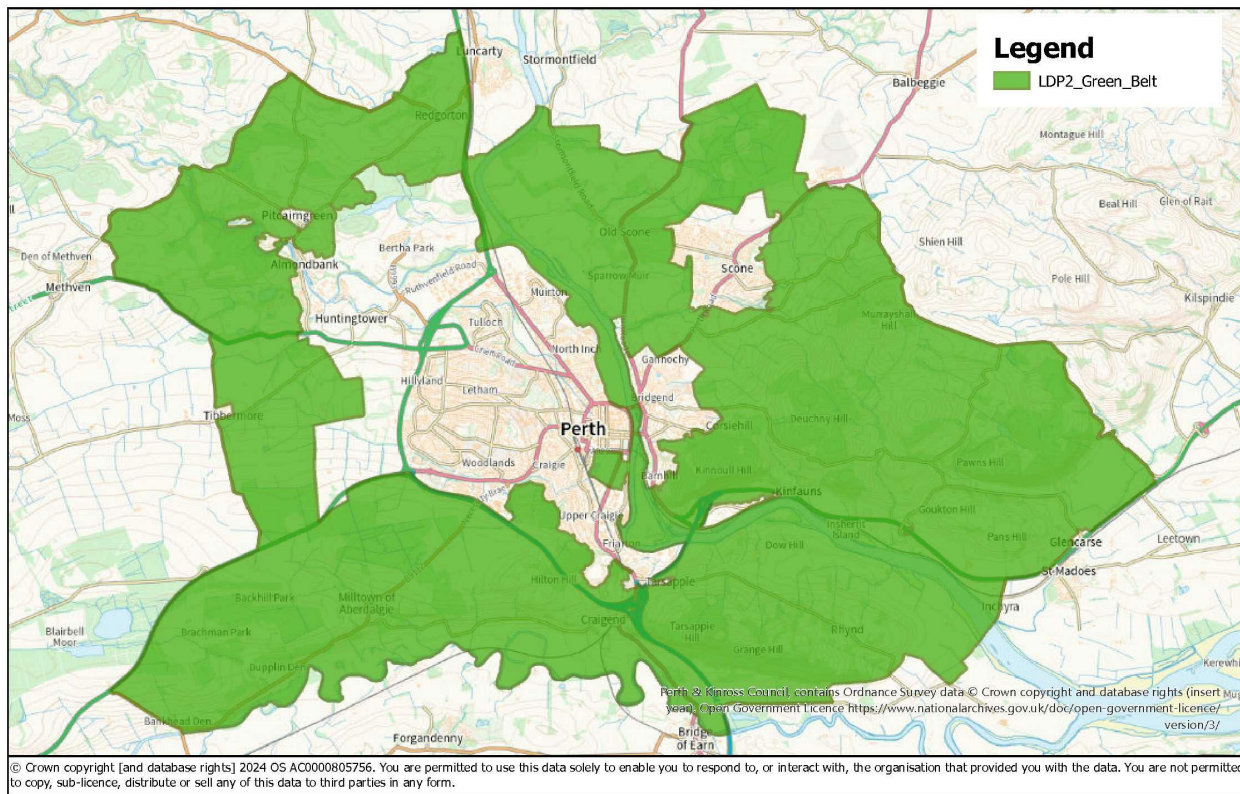 Legend
LDP2_Green_Belt
Luncarty
Stormontfield
Balbeggie
Redgorton
Montague Hill
Stormontfield Road
Pitcairngreen
Beal Hill
Glen of Rait
Old Scone
Den of Methven
Bertha Park
Shien Hill
Almondbank
Ruthvenfield Road
Sparrow Muir
Scone
Pole Hill
Methven
Muirton
Kilspindie
Huntingtower
Tulloch
Murrayshall
Hill
North Inch
Gannochy
Hillyland
Letham
Bridgend
Moss
Tibbermore
Deuchny Hill
Perth
Corsiehill
Woodlands
Craigie
Barnhill
Kinnoull Hill
Pawns Hill
Kinfauns
Goukton Hill
Upper Craigie
Insherrit
Island
Pans Hill
Glencarse
Leetown
Friarton
Dow Hill
St Madoes
Hilton Hill
Tarsappie
Backhill Park
Milltown of
Aberdalgie
Inchyra
Craigend
Blairbell
Moor
Brachman Park
Tarsappie
Hill
Rhynd
Grange Hill
Dupplin Den
Bankhead Den
Forgandenny
Bridge
of Earn
Perth & Kinross Council, contains Ordnance Survey data © Crown copyright and database rights (insert
year). Open Government Licence https://www.nationalarchives.gov.uk/doc/open-government-licence/
version/3/
© Crown copyright [and database rights] 2024 OS AC0000805756. You are permitted to use this data solely to enable you to respond to, or interact with, the organisation that provided you with the data. You are not permitted
to copy, sub-licence, distribute or sell any of this data to third parties in any form.